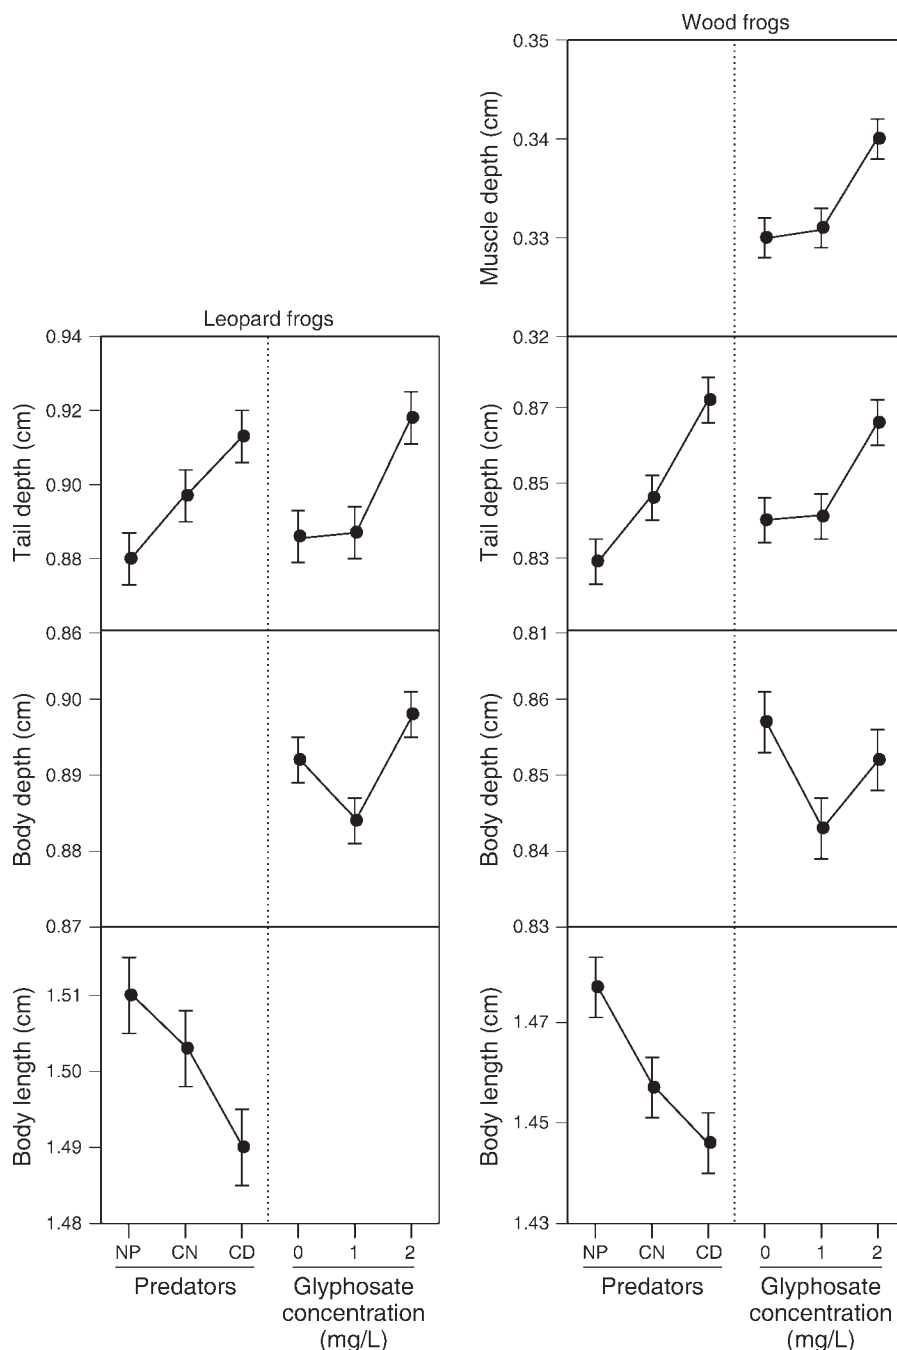 Wood frogs
0.35
0.34
0.33
0.32
Muscle depth (cm)
Leopard frogs
0.94
0.92
0.90
0.88
0.86
Tail depth (cm)
0.87
0.85
0.83
0.81
Tail depth (cm)
0.90
0.89
0.88
0.87
Body depth (cm)
0.86
0.85
0.84
0.83
Body depth (cm)
1.51
1.50
1.49
1.48
Body length (cm)
1.47
1.45
1.43
Body length (cm)
NP CN CD 0 1 2
Predators
Glyphosate
concentration
(mg/L)
NP CN CD 0 1 2
Predators
Glyphosate
concentration
(mg/L)